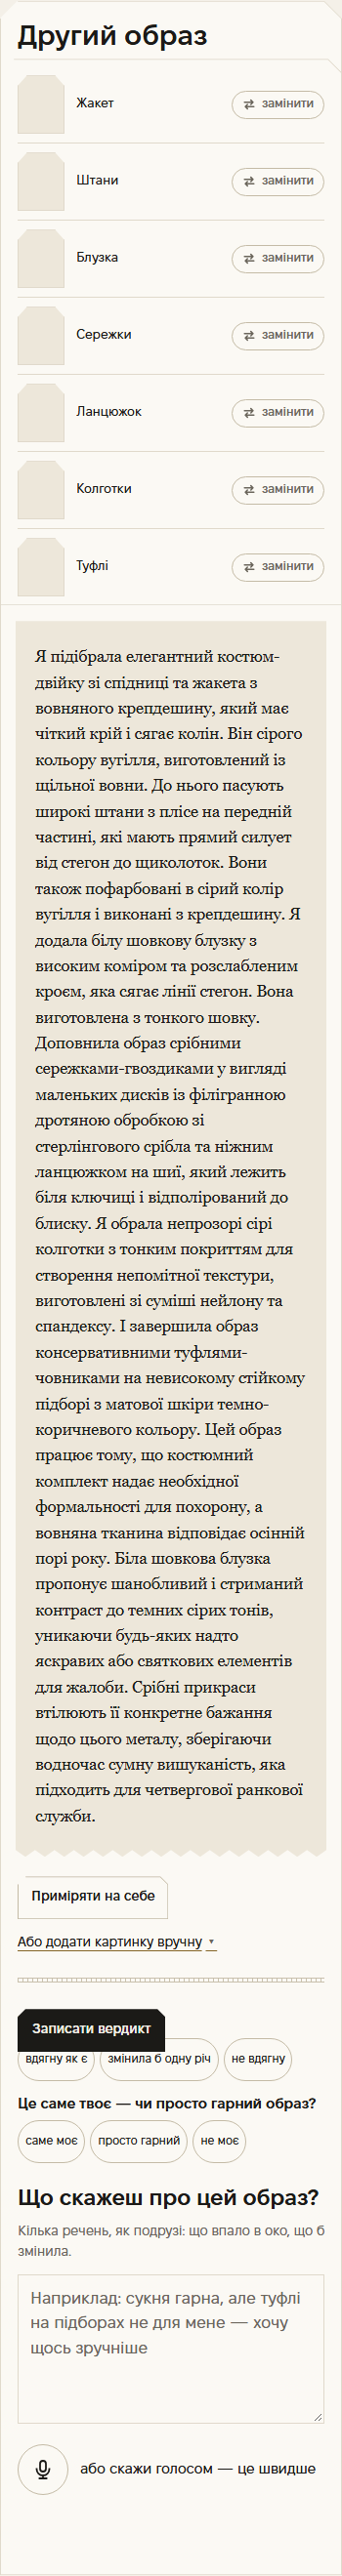 Другий образ
Жакет
замінити
Штани
замінити
Блузка
замінити
Сережки
замінити
Ланцюжок
замінити
Колготки
замінити
Туфлі
замінити
Я підібрала елегантний костюм-
двійку зі спідниці та жакета з
вовняного крепдешину, який має
чіткий крій і сягає колін. Він сірого
кольору вугілля, виготовлений із
щільної вовни. До нього пасують
широкі штани з плісе на передній
частині, які мають прямий силует
від стегон до щиколоток. Вони
також пофарбовані в сірий колір
вугілля і виконані з крепдешину. Я
додала білу шовкову блузку з
високим коміром та розслабленим
кроєм, яка сягає лінії стегон. Вона
виготовлена з тонкого шовку.
Доповнила образ срібними
сережками-гвоздиками у вигляді
маленьких дисків із філігранною
дротяною обробкою зі
стерлінгового срібла та ніжним
ланцюжком на шиї, який лежить
біля ключиці і відполірований до
блиску. Я обрала непрозорі сірі
колготки з тонким покриттям для
створення непомітної текстури,
виготовлені зі суміші нейлону та
спандексу. І завершила образ
консервативними туфлями-
човниками на невисокому стійкому
підборі з матової шкіри темно-
коричневого кольору. Цей образ
працює тому, що костюмний
комплект надає необхідної
формальності для похорону, а
вовняна тканина відповідає осінній
порі року. Біла шовкова блузка
пропонує шанобливий і стриманий
контраст до темних сірих тонів,
уникаючи будь-яких надто
яскравих або святкових елементів
для жалоби. Срібні прикраси
втілюють її конкретне бажання
щодо цього металу, зберігаючи
водночас сумну вишуканість, яка
підходить для четвергової ранкової
служби.
Приміряти на себе
Або додати картинку вручну
Записати вердикт
вдягну як є
змінила б одну річ
не вдягну
Це саме твоє — чи просто гарний образ?
саме моє
просто гарний
не моє
Що скажеш про цей образ?
Кілька речень, як подрузі: що впало в око, що б
змінила.
Наприклад: сукня гарна, але туфлі
на підборах не для мене — хочу
щось зручніше
або скажи голосом — це швидше